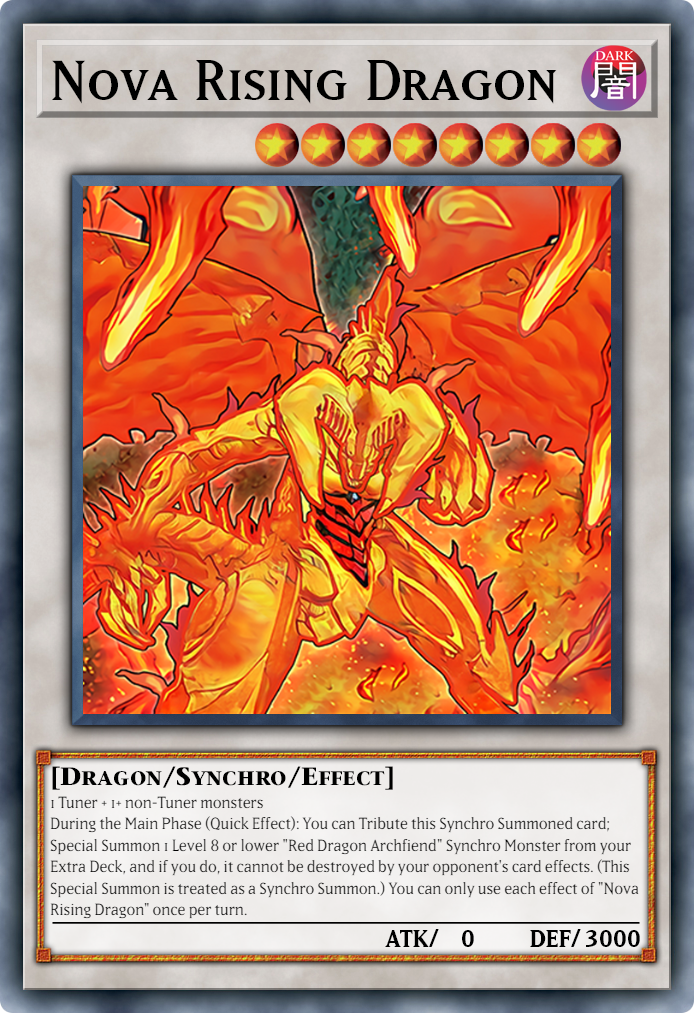 Nova Rising Dragon
DARK
闇
[Dragon/Synchro/Effect]
1 Tuner + 1+ non-Tuner monsters
During the Main Phase (Quick Effect): You can Tribute this Synchro Summoned card;
Special Summon 1 Level 8 or lower "Red Dragon Archfiend" Synchro Monster from your
Extra Deck, and if you do, it cannot be destroyed by your opponent's card effects. (This
Special Summon is treated as a Synchro Summon.) You can only use each effect of "Nova
Rising Dragon" once per turn.
ATK/ 0 DEF/ 3000